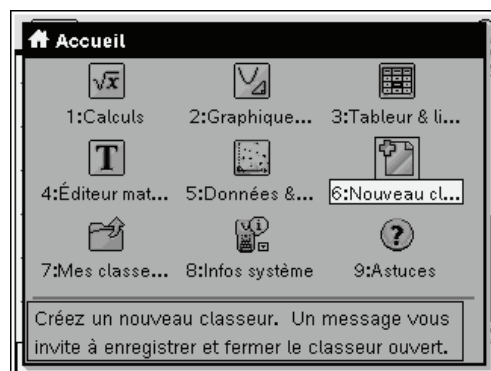 Accueil
1:Calculs 2:Graphique... 3:Tableur & li...
4:Éditeur mat... 5:Données &... 6:Nouveau cl...
7:Mes classe... 8:Infos système 9:Astuces
Créez un nouveau classeur. Un message vous
invite à enregistrer et fermer le classeur ouvert.